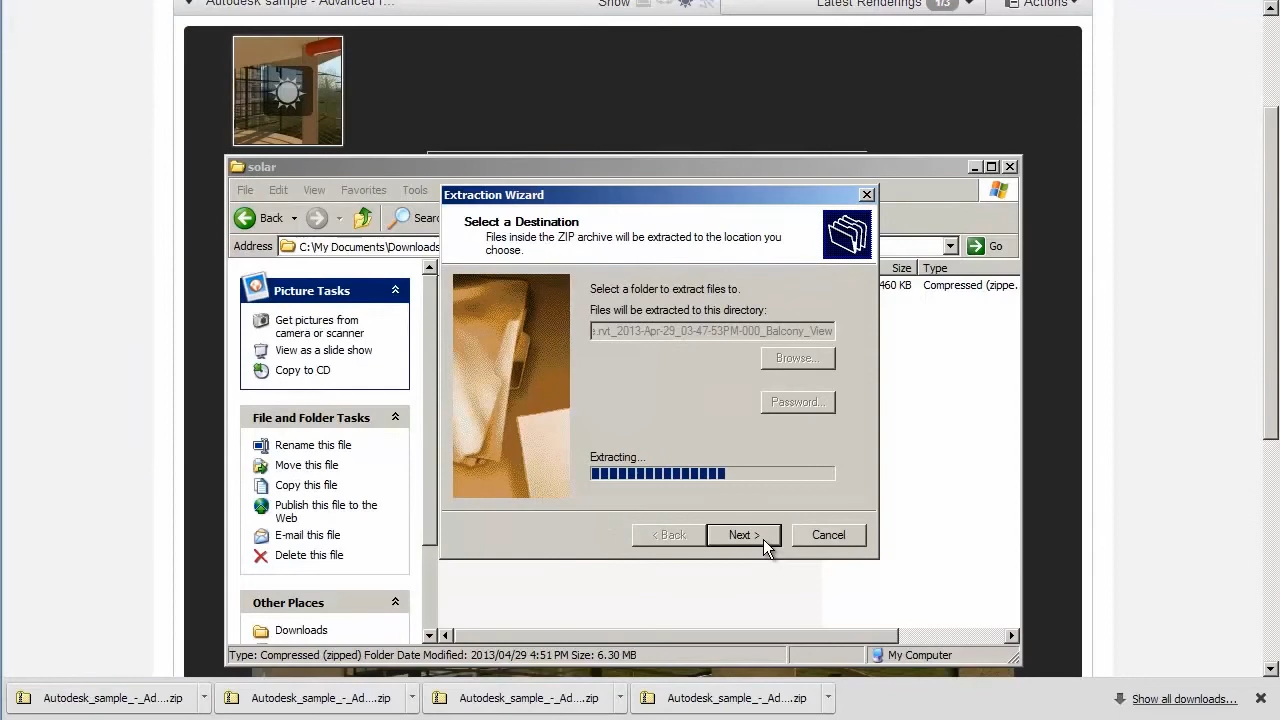 Autodesk sample - Advanced r...
Show
Latest Renderings
1/3
Actions
solar
File Edit View Favorites Tools
Back
Searc
Address C:\My Documents\Downloads
Go
Size Type
460 KB Compressed (zippe.
Picture Tasks
Get pictures from
camera or scanner
View as a slide show
Copy to CD
File and Folder Tasks
Rename this file
Move this file
Copy this file
Publish this file to the
Web
E-mail this file
Delete this file
Other Places
Downloads
Extraction Wizard
Select a Destination
Files inside the ZIP archive will be extracted to the location you
choose.
Select a folder to extract files to.
Files will be extracted to this directory:
e.rvt_2013-Apr-29_03-47-53PM-000_Balcony_View
Browse...
Password...
Extracting...
< Back
Next >
Cancel
Type: Compressed (zipped) Folder Date Modified: 2013/04/29 4:51 PM Size: 6.30 MB
My Computer
Autodesk_sample_-_Ad....zip
Autodesk_sample_-_Ad....zip
Autodesk_sample_-_Ad....zip
Autodesk_sample_-_Ad....zip
Show all downloads...